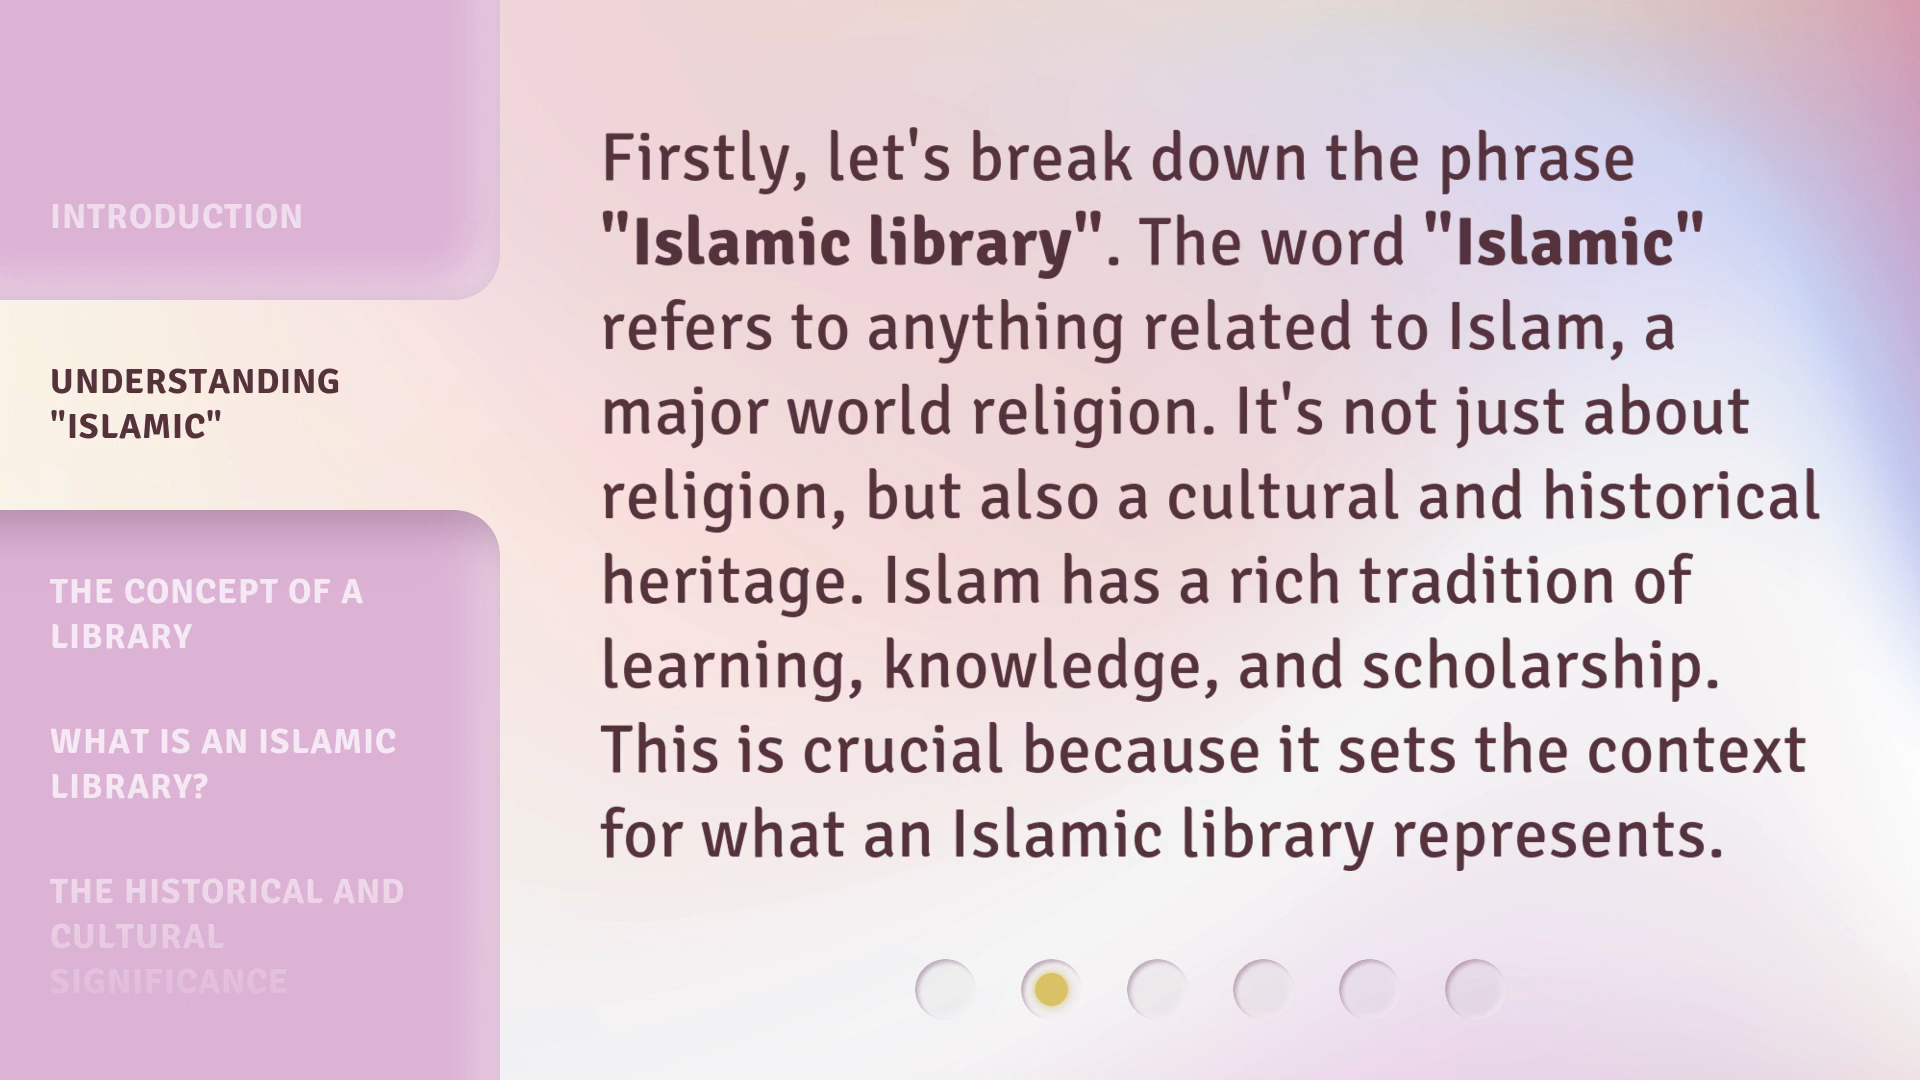 INTRODUCTION
UNDERSTANDING
"ISLAMIC"
THE CONCEPT OF A
LIBRARY
WHAT IS AN ISLAMIC
LIBRARY?
THE HISTORICAL AND
CULTURAL
SIGNIFICANCE
Firstly, let's break down the phrase
"Islamic library". The word "Islamic"
refers to anything related to Islam, a
major world religion. It's not just about
religion, but also a cultural and historical
heritage. Islam has a rich tradition of
learning, knowledge, and scholarship.
This is crucial because it sets the context
for what an Islamic library represents.